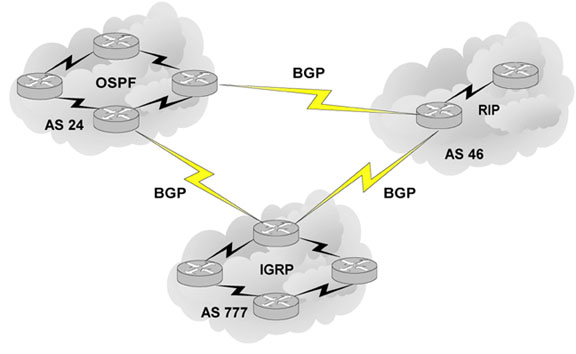 BGP
OSPF
RIP
AS 24
AS 46
BGP
BGP
IGRP
AS 777